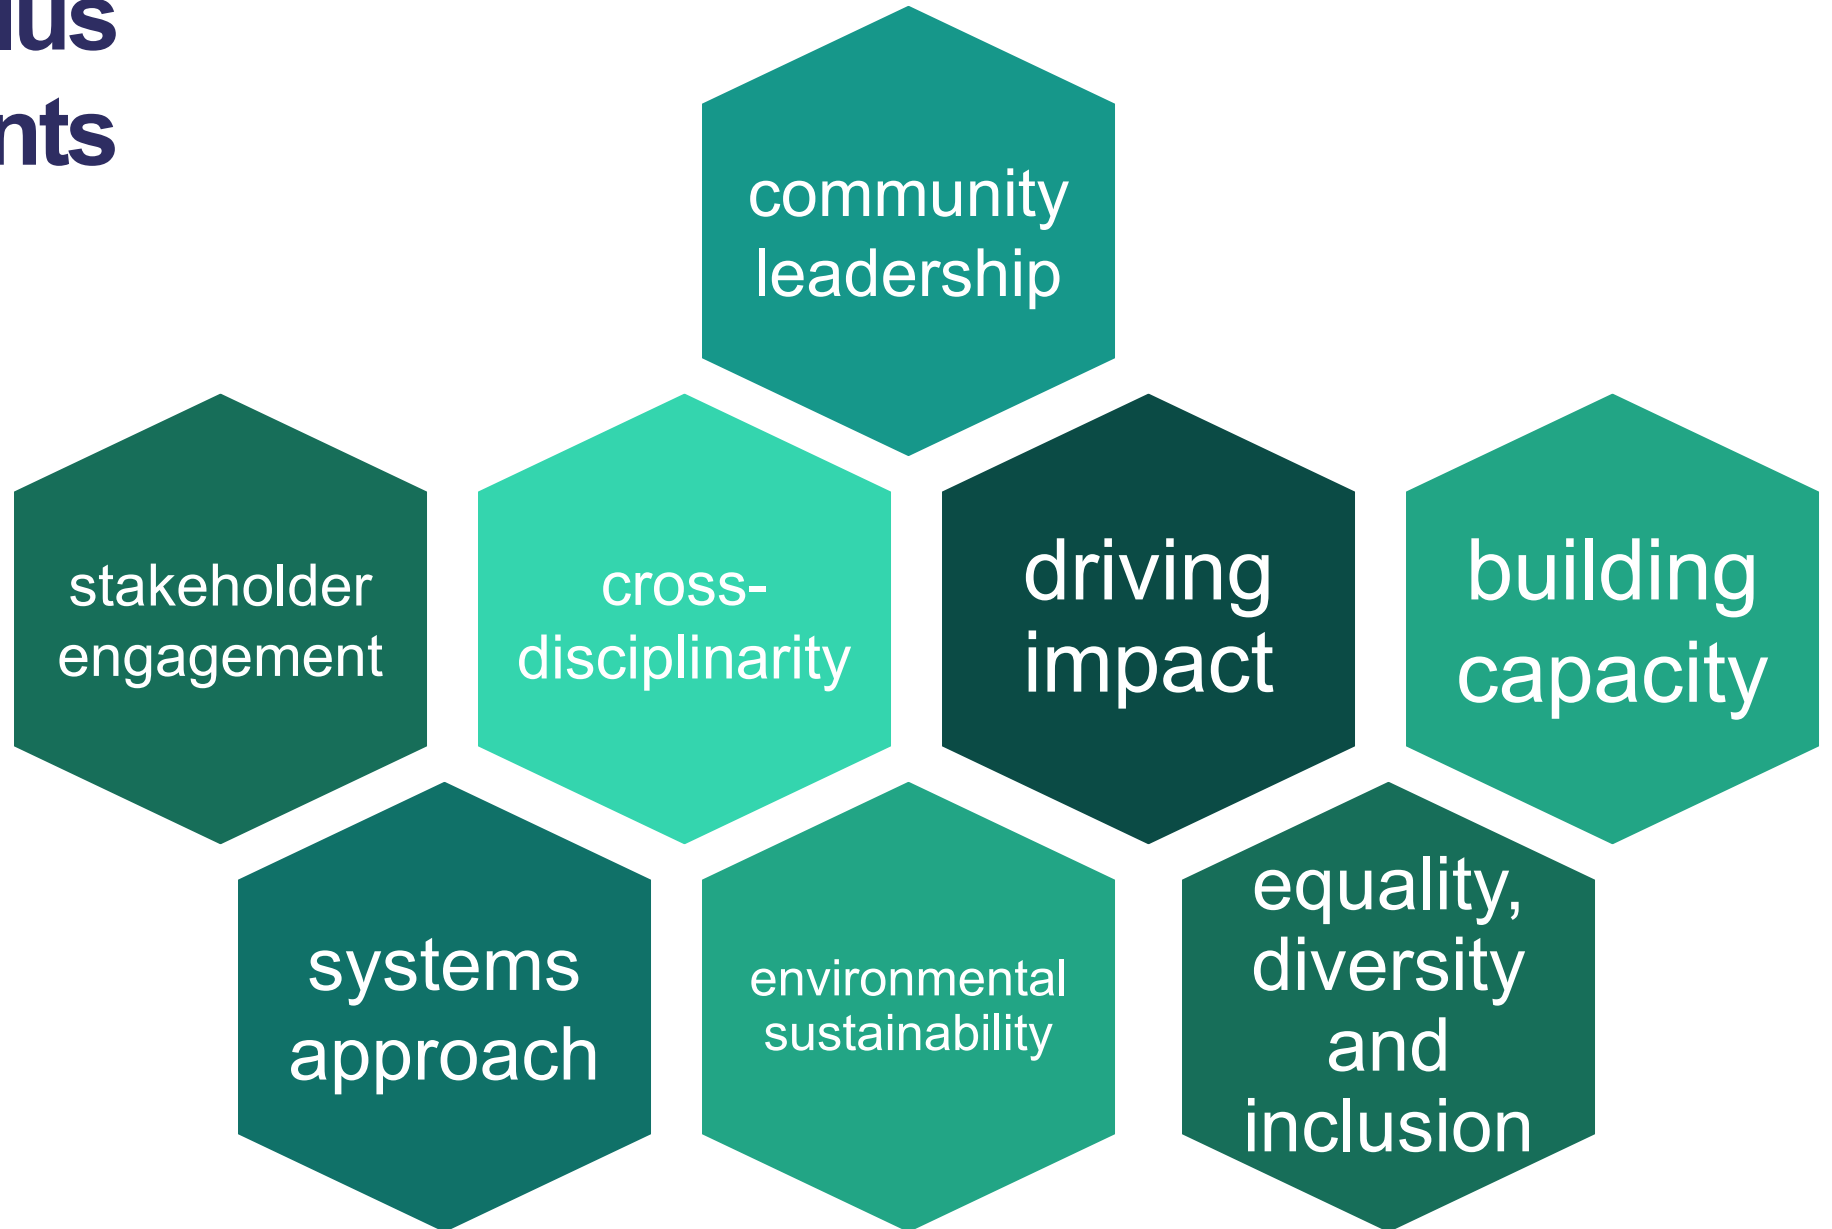 community
leadership
stakeholder
engagement
cross-
disciplinarity
driving
impact
building
capacity
systems
approach
environmental
sustainability
equality,
diversity
and
inclusion